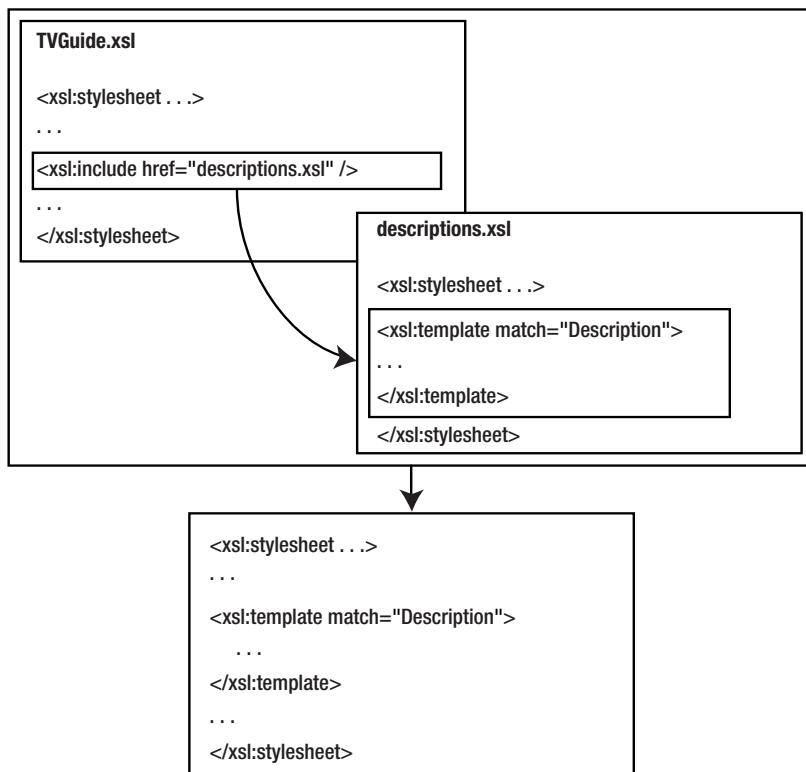 TVGuide.xsl
<xsl:stylesheet . . .>
. . .
<xsl:include href="descriptions.xsl" />
. . .
</xsl:stylesheet>
descriptions.xsl
<xsl:stylesheet . . .>
<xsl:template match="Description">
. . .
</xsl:template>
</xsl:stylesheet>
<xsl:stylesheet . . .>
. . .
<xsl:template match="Description">
. . .
</xsl:template>
. . .
</xsl:stylesheet>